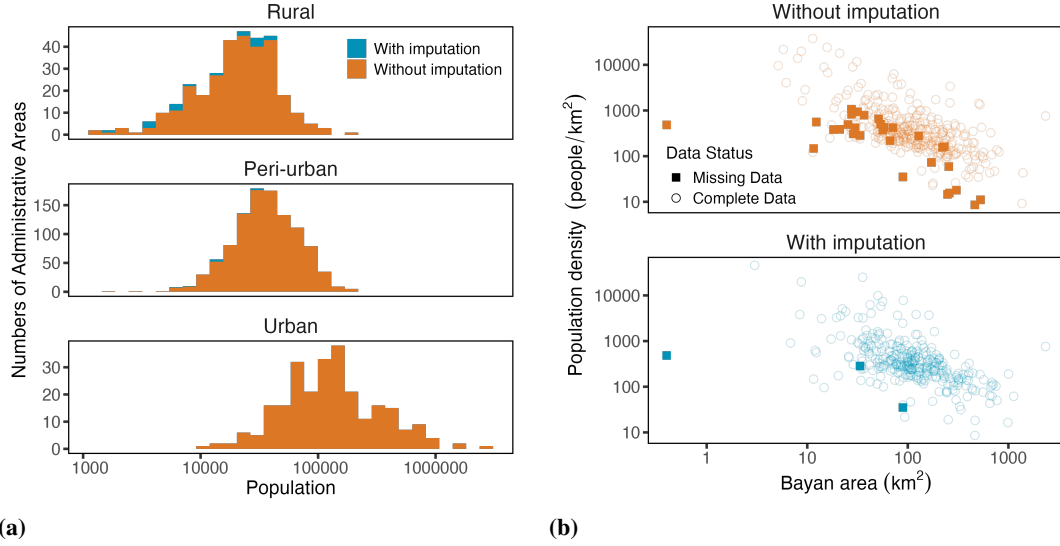 Rural
40
30
20
10
0
With imputation
Without imputation
Peri-urban
150
100
50
0
Urban
30
20
10
0
1000 10000 100000 1000000
Population
Numbers of Administrative Areas
(a)
Without imputation
10000
1000
100
10
Data Status
Missing Data
Complete Data
With imputation
10000
1000
100
10
1 10 100 1000
Bayan area (km²)
Population density (people/km²)
(b)